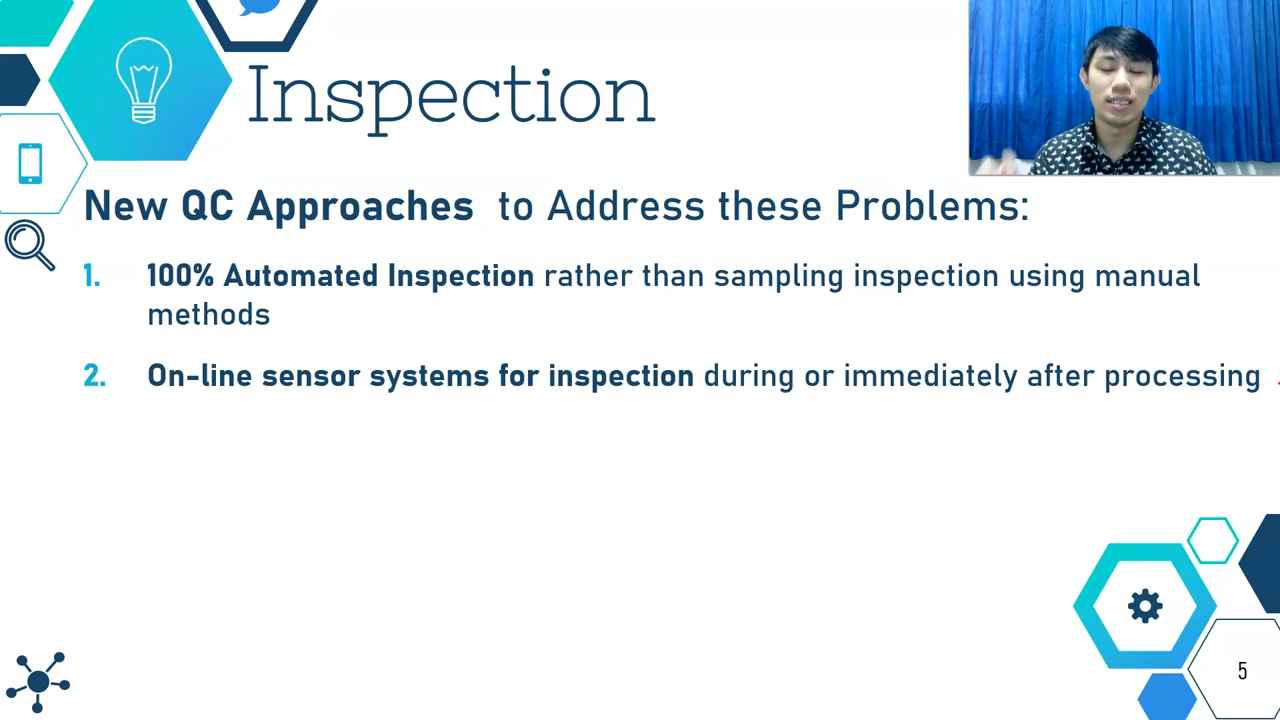 Inspection
New QC Approaches to Address these Problems:
1. 100% Automated Inspection rather than sampling inspection using manual
methods
2. On-line sensor systems for inspection during or immediately after processing
5